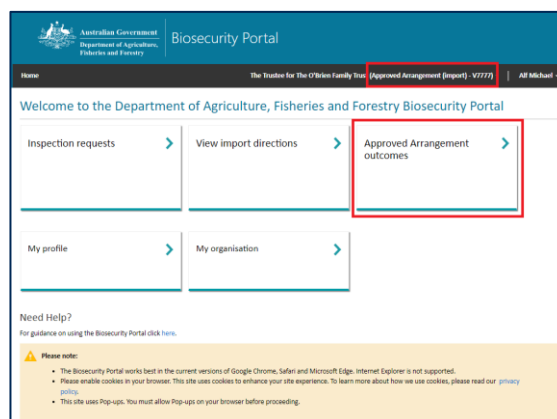 Australian Government
Department of Agriculture,
Fisheries and Forestry
Biosecurity Portal
Home
The Trustee for The O'Brien Family Trus (Approved Arrangement (import) - V7777)
Alf Michael
Welcome to the Department of Agriculture, Fisheries and Forestry Biosecurity Portal
Inspection requests
View import directions
Approved Arrangement
outcomes
My profile
My organisation
Need Help?
For guidance on using the Biosecurity Portal click here.
Please note:
• The Biosecurity Portal works best in the current versions of Google Chrome, Safari and Microsoft Edge. Internet Explorer is not supported.
• Please enable cookies in your browser. This site uses cookies to enhance your site experience. To learn more about how we use cookies, please read our privacy
policy.
• This site uses Pop-ups. You must allow Pop-ups on your browser before proceeding.